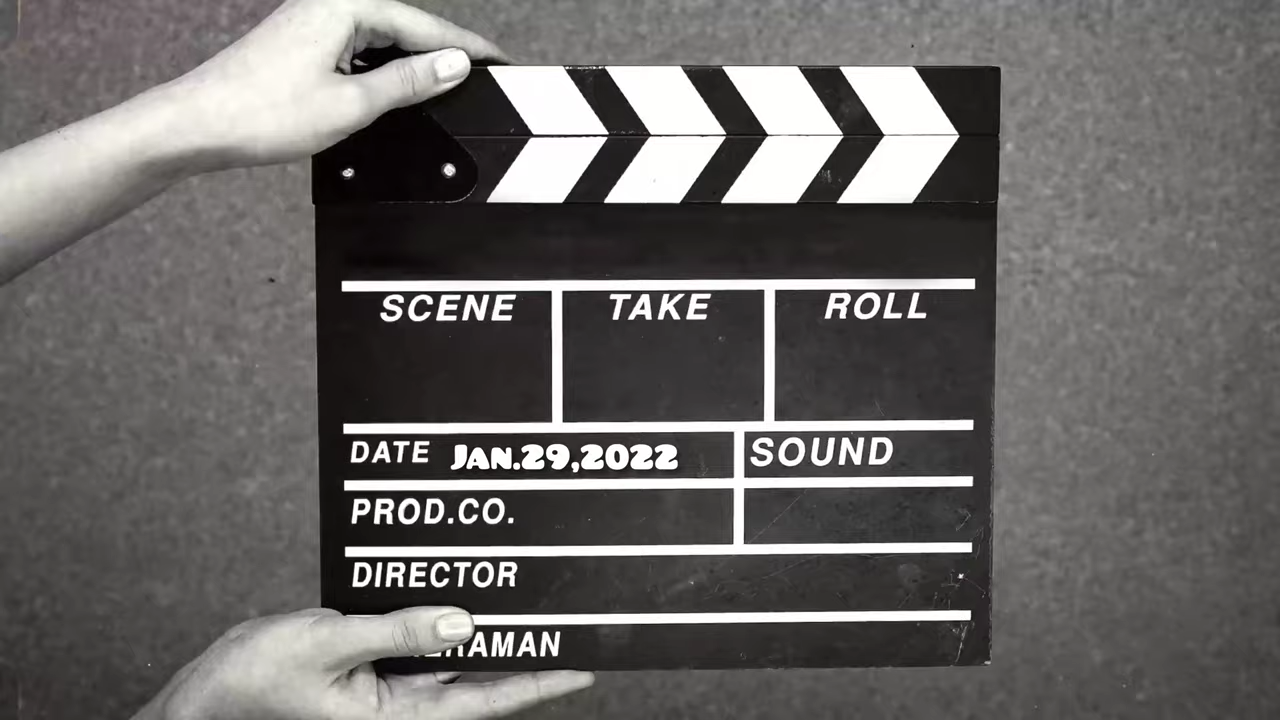 SCENE TAKE ROLL
DATE JAN.29,2022 SOUND
PROD.CO.
DIRECTOR